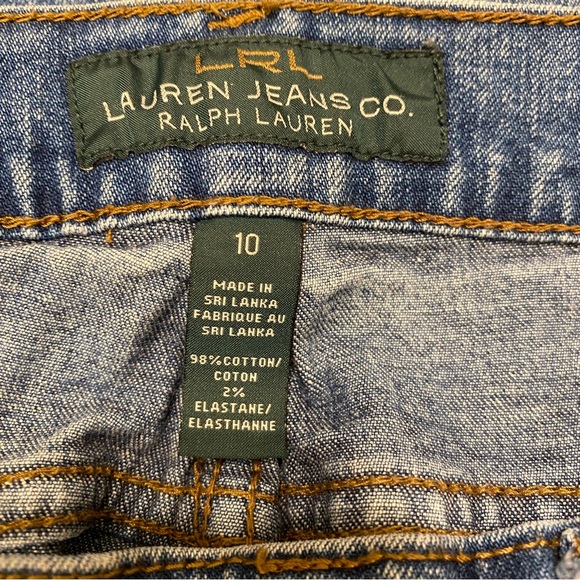 LRL
LAUREN JEANS CO.
RALPH LAUREN
10
MADE IN
SRI LANKA
FABRIQUE AU
SRI LANKA
98% COTTON/
COTON
2%
ELASTANE/
ELASTHANNE